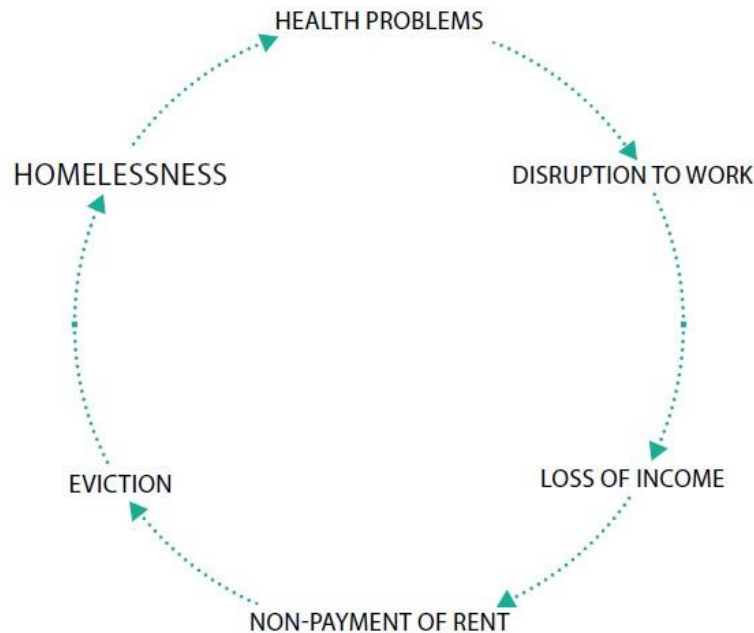 HEALTH PROBLEMS
DISRUPTION TO WORK
LOSS OF INCOME
NON-PAYMENT OF RENT
EVICTION
HOMELESSNESS